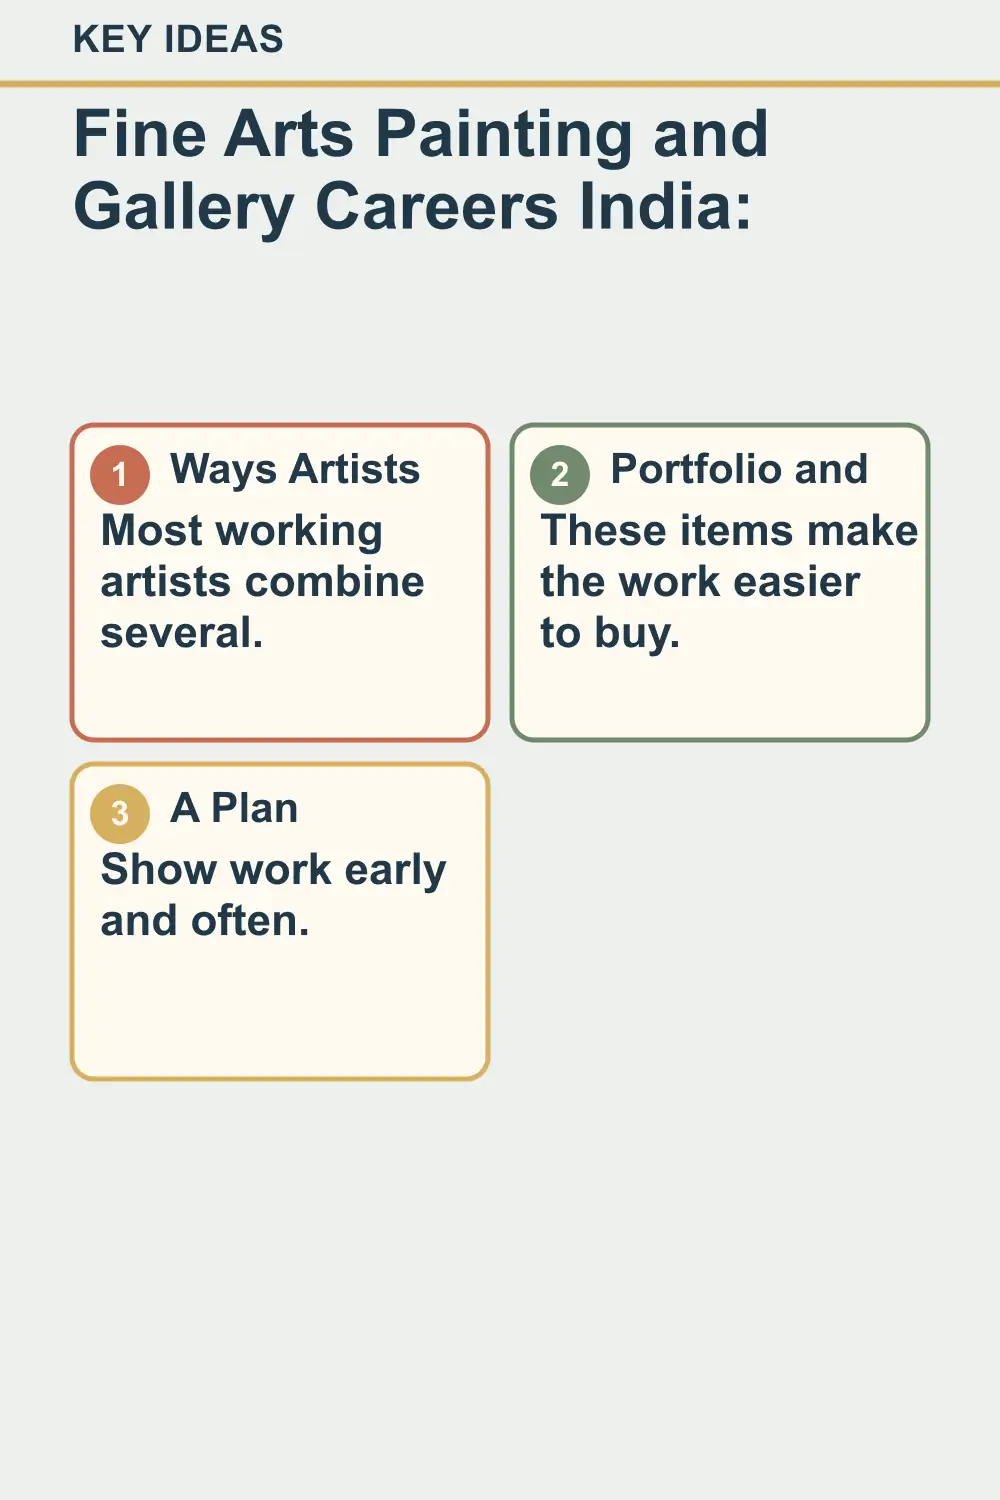 KEY IDEAS
Fine Arts Painting and
Gallery Careers India:
1
Ways Artists
Most working
artists combine
several.
2
Portfolio and
These items make
the work easier
to buy.
3
A Plan
Show work early
and often.